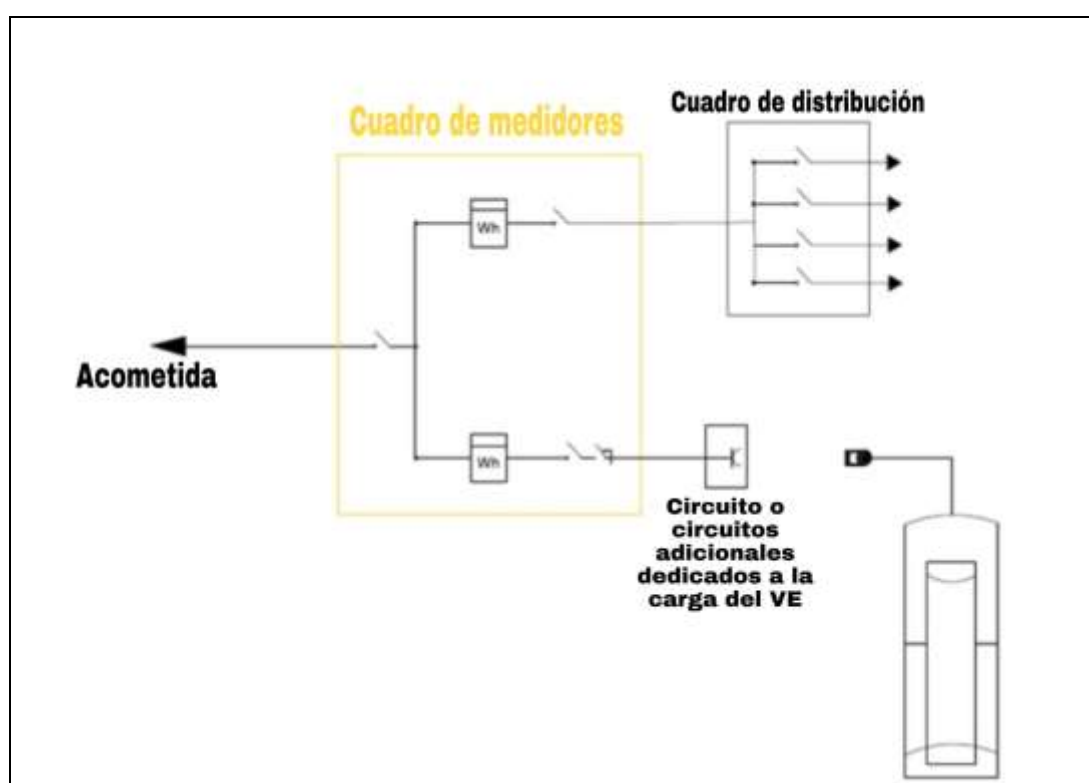 Cuadro de distribución
Cuadro de medidores
Wh
Acometida
Wh
Circuito o
circuitos
adicionales
dedicados a la
carga del VE